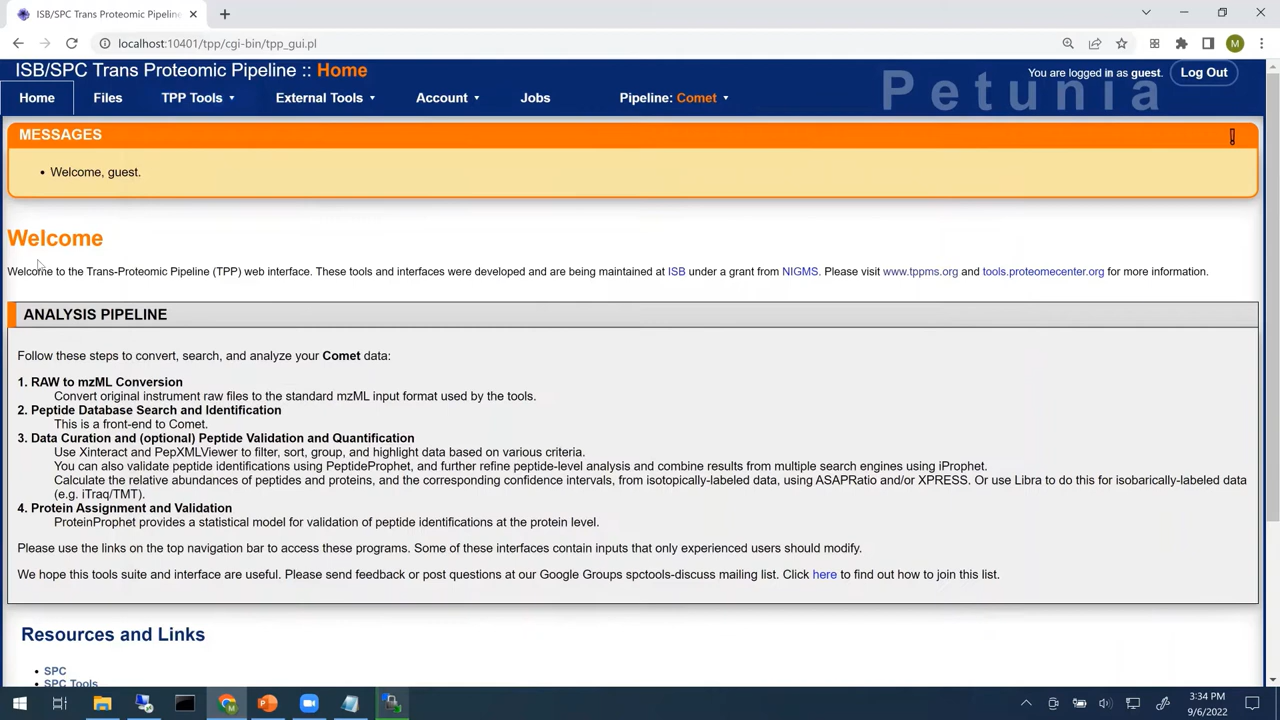 ISB/SPC Trans Proteomic Pipeline
localhost:10401/tpp/cgi-bin/tpp_gui.pl
M
ISB/SPC Trans Proteomic Pipeline :: Home
Petunia
You are logged in as guest.
Log Out
Home Files TPP Tools External Tools Account Jobs Pipeline: Comet
MESSAGES
!
• Welcome, guest.
Welcome
Welcome to the Trans-Proteomic Pipeline (TPP) web interface. These tools and interfaces were developed and are being maintained at ISB under a grant from NIGMS. Please visit www.tppms.org and tools.proteomecenter.org for more information.
ANALYSIS PIPELINE
Follow these steps to convert, search, and analyze your Comet data:
1. RAW to mzML Conversion
Convert original instrument raw files to the standard mzML input format used by the tools.
2. Peptide Database Search and Identification
This is a front-end to Comet.
3. Data Curation and (optional) Peptide Validation and Quantification
Use Xinteract and PepXMLViewer to filter, sort, group, and highlight data based on various criteria.
You can also validate peptide identifications using PeptideProphet, and further refine peptide-level analysis and combine results from multiple search engines using iProphet.
Calculate the relative abundances of peptides and proteins, and the corresponding confidence intervals, from isotopically-labeled data, using ASAPRatio and/or XPRESS. Or use Libra to do this for isobarically-labeled data
(e.g. iTraq/TMT).
4. Protein Assignment and Validation
ProteinProphet provides a statistical model for validation of peptide identifications at the protein level.
Please use the links on the top navigation bar to access these programs. Some of these interfaces contain inputs that only experienced users should modify.
We hope this tools suite and interface are useful. Please send feedback or post questions at our Google Groups spctools-discuss mailing list. Click here to find out how to join this list.
Resources and Links
• SPC
• SPC Tools
3:34 PM
9/6/2022